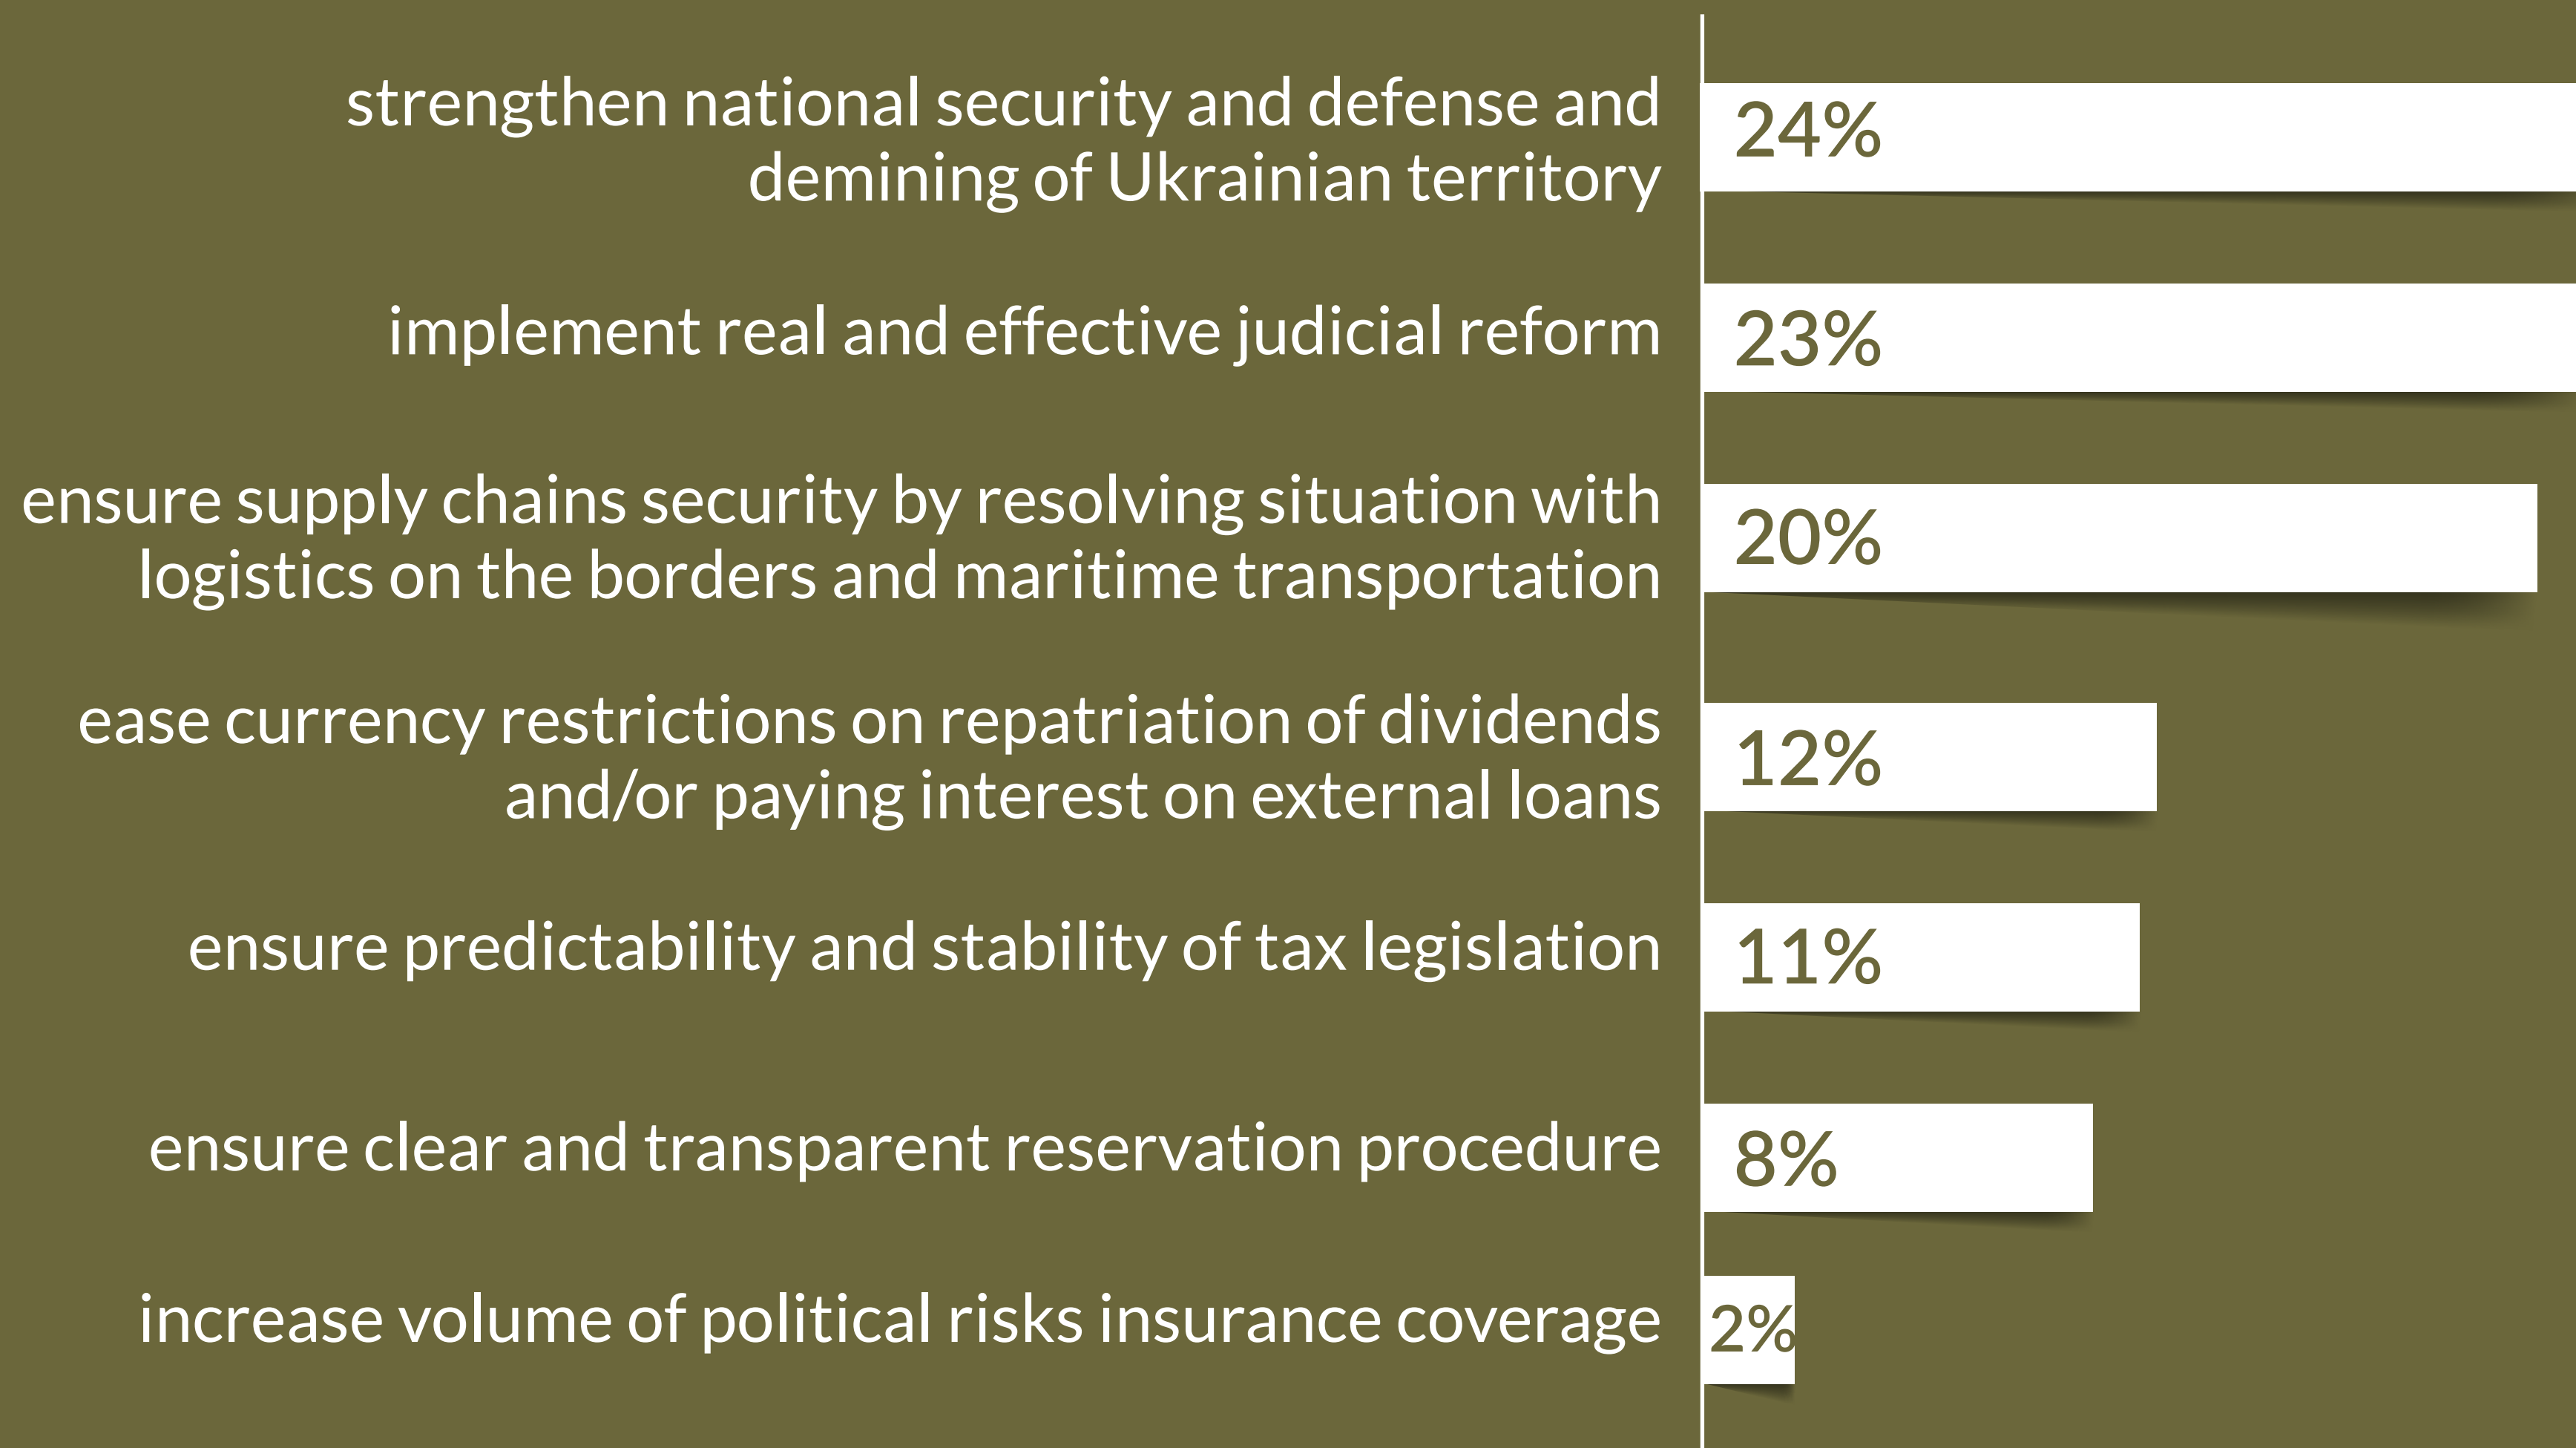 strengthen national security and defense and
demining of Ukrainian territory
24%
implement real and effective judicial reform
23%
ensure supply chains security by resolving situation with
logistics on the borders and maritime transportation
20%
ease currency restrictions on repatriation of dividends
and/or paying interest on external loans
12%
ensure predictability and stability of tax legislation
11%
ensure clear and transparent reservation procedure
8%
increase volume of political risks insurance coverage
2%